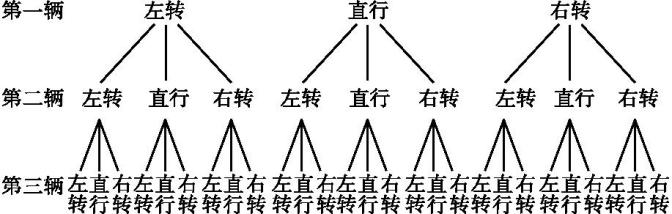 第一辆 左转 直行 右转
第二辆 左转 直行 右转 左转 直行 右转 左转 直行 右转
第三辆 左转 直行 右转 左转 直行 右转 左转 直行 右转 左转 直行 右转 左转 直行 右转 左转 直行 右转 左转 直行 右转 左转 直行 右转 左转 直行 右转